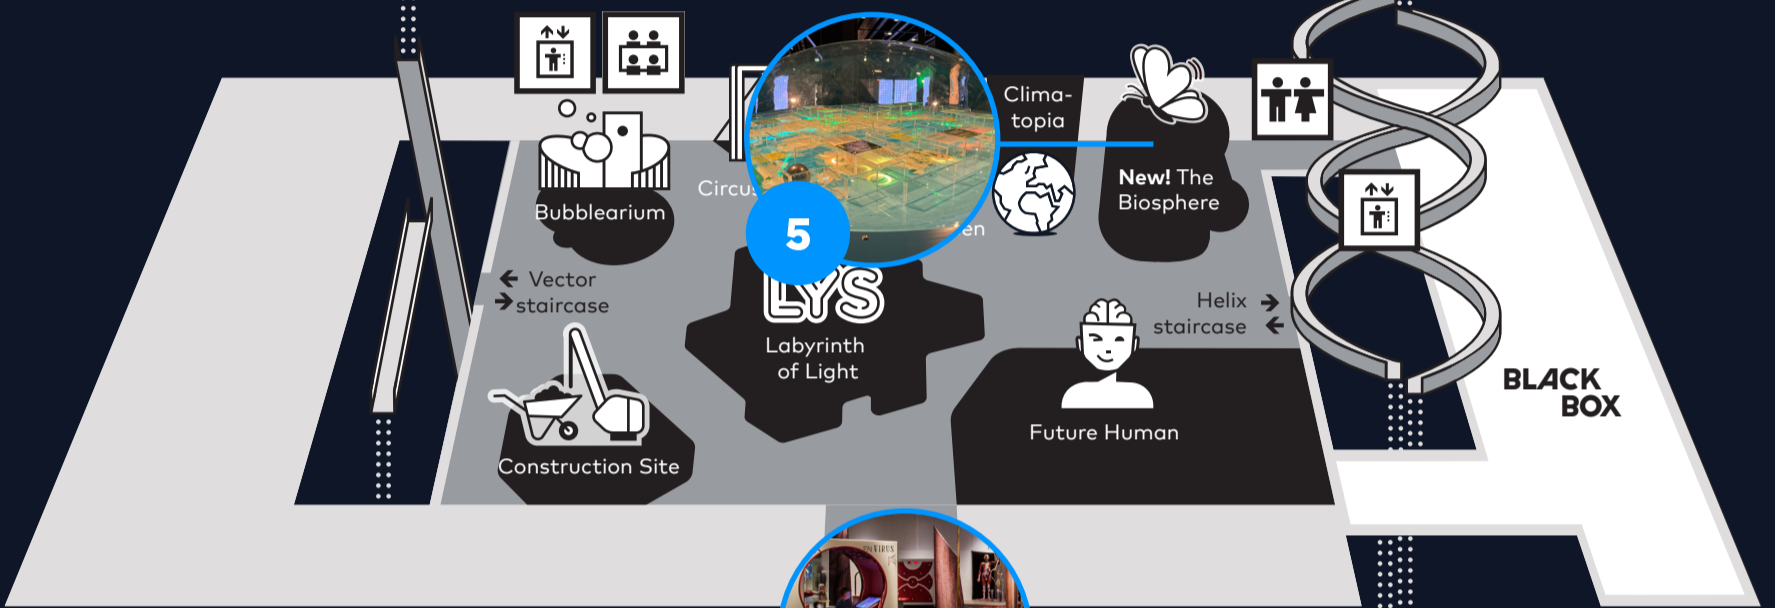 Clima-
topia
New! The
Biosphere
Circus
Bubblearium
5
en
← Vector
→ staircase
LYS
Labyrinth
of Light
Helix →
staircase ←
BLACK
BOX
Future Human
Construction Site
VIRUS